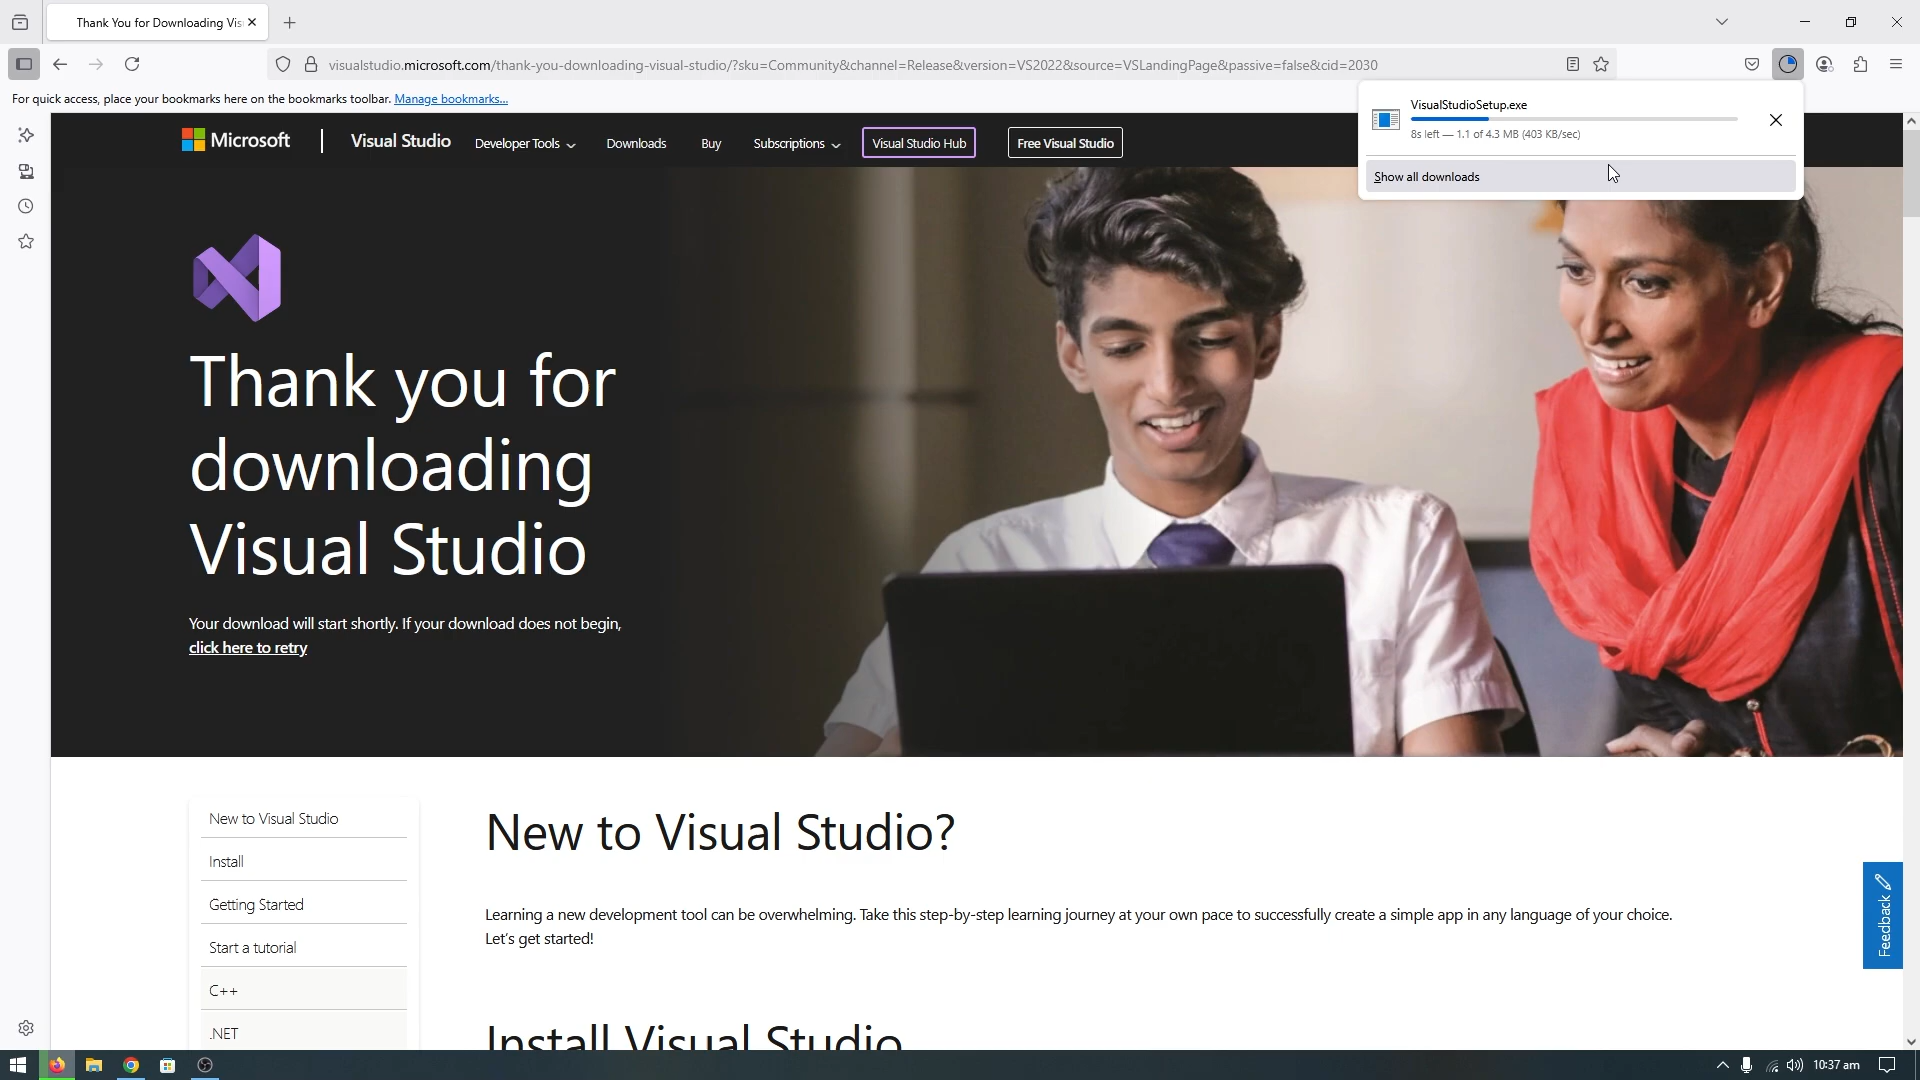 Thank You for Downloading Vis
visualstudio.microsoft.com/thank-you-downloading-visual-studio/?sku=Community&channel=Release&version=VS2022&source=VSLandingPage&passive=false&cid=2030
For quick access, place your bookmarks here on the bookmarks toolbar. Manage bookmarks...
VisualStudioSetup.exe
8s left — 1.1 of 4.3 MB (403 KB/sec)
Show all downloads
Microsoft
Visual Studio
Developer Tools
Downloads
Buy
Subscriptions
Visual Studio Hub
Free Visual Studio
Thank you for
downloading
Visual Studio
Your download will start shortly. If your download does not begin,
click here to retry
New to Visual Studio
Install
Getting Started
Start a tutorial
C++
.NET
New to Visual Studio?
Learning a new development tool can be overwhelming. Take this step-by-step learning journey at your own pace to successfully create a simple app in any language of your choice.
Let's get started!
Install Visual Studio
Feedback
10:37 am